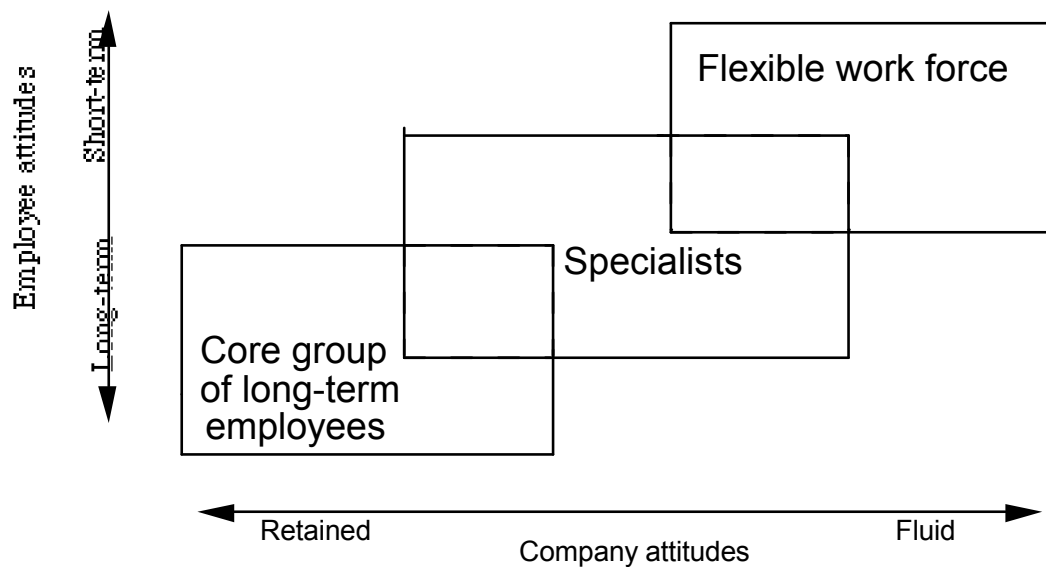 Employee attitudes
Short-term
Long-term
Flexible work force
Specialists
Core group
of long-term
employees
Retained
Fluid
Company attitudes